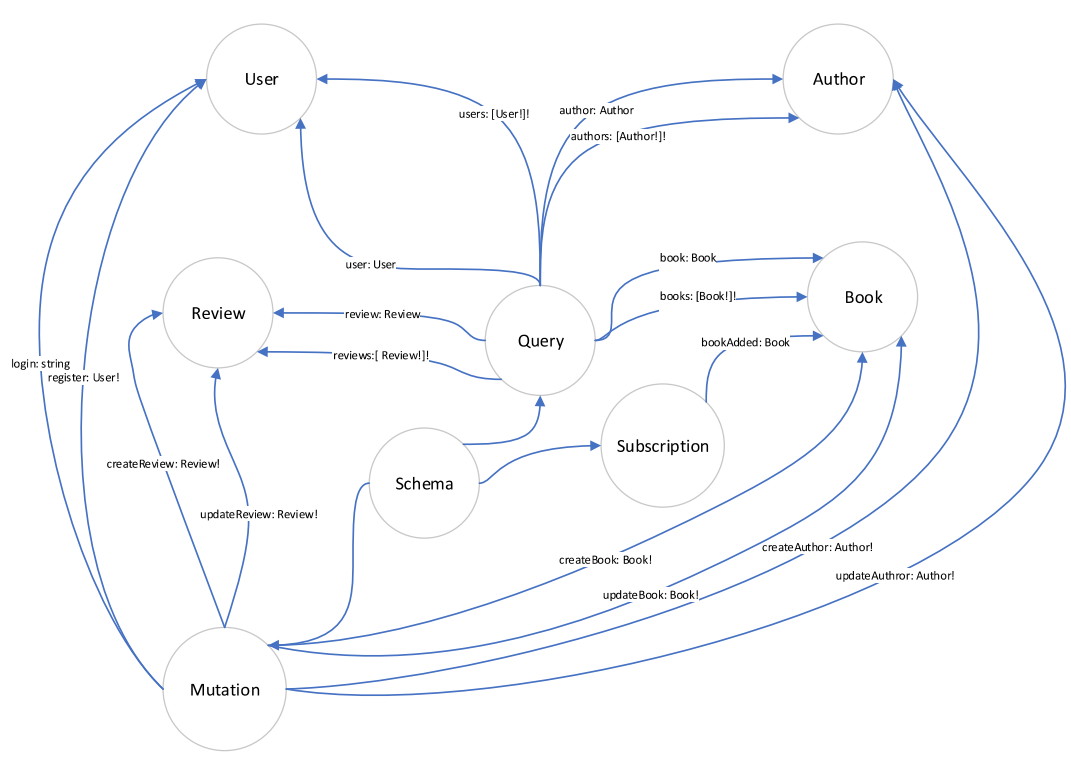 User
Author
users: [User!]!
author: Author
authors: [Author!]!
user: User
book: Book
books: [Book!]!
Book
Review
review: Review
Query
bookAdded: Book
reviews:[ Review!]!
login: string
register: User!
Subscription
createReview: Review!
Schema
updateReview: Review!
createAuthor: Author!
createBook: Book!
updateAuthror: Author!
updateBook: Book!
Mutation